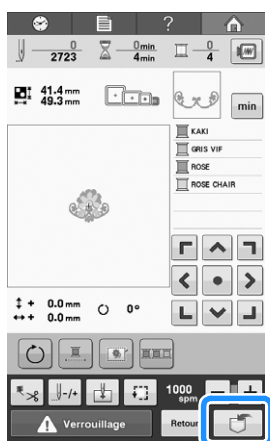 ?
0 0min 0
2723 4min 4
41.4 mm
49.3 mm
min
KAKI
GRIS VIF
ROSE
ROSE CHAIR
+ 0.0 mm 0°
+ 0.0 mm
-/+ 1000 spm - +
Verrouillage Retour